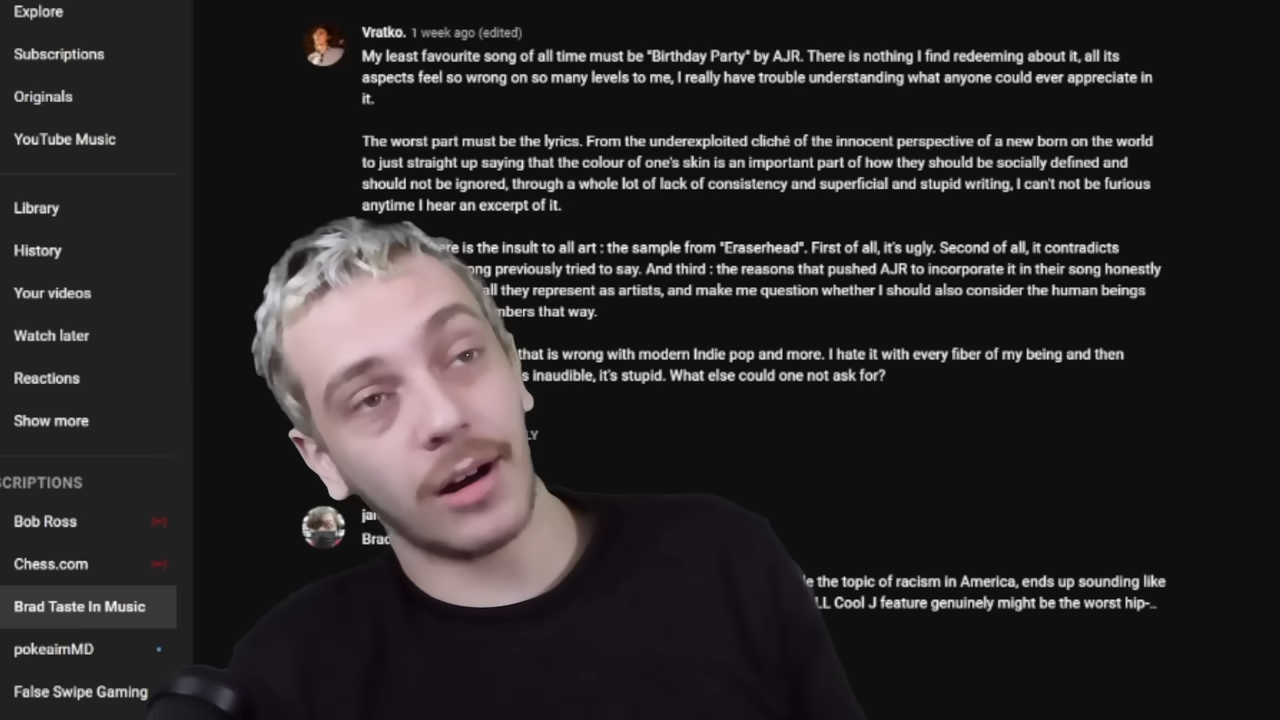 Explore
Subscriptions
Originals
YouTube Music
Library
History
Your videos
Watch later
Reactions
Show more
SCRIPTIONS
Bob Ross
Chess.com
Brad Taste In Music
pokeaimMD
False Swipe Gaming
Vratko. 1 week ago (edited)
My least favourite song of all time must be "Birthday Party" by AJR. There is nothing I find redeeming about it, all its
aspects feel so wrong on so many levels to me, I really have trouble understanding what anyone could ever appreciate in
it.
The worst part must be the lyrics. From the underexploited cliché of the innocent perspective of a new born on the world
to just straight up saying that the colour of one's skin is an important part of how they should be socially defined and
should not be ignored, through a whole lot of lack of consistency and superficial and stupid writing, I can't not be furious
anytime I hear an excerpt of it.
ere is the insult to all art : the sample from "Eraserhead". First of all, it's ugly. Second of all, it contradicts
ong previously tried to say. And third : the reasons that pushed AJR to incorporate it in their song honestly
all they represent as artists, and make me question whether I should also consider the human beings
mbers that way.
that is wrong with modern Indie pop and more. I hate it with every fiber of my being and then
s inaudible, it's stupid. What else could one not ask for?
LY
jar
Brad
e the topic of racism in America, ends up sounding like
LL Cool J feature genuinely might be the worst hip-..